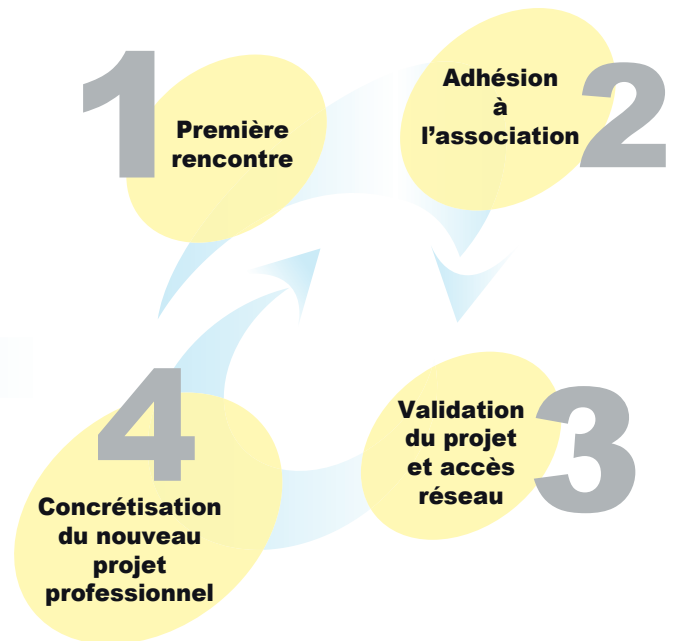 1
Première
rencontre
2
Adhésion
à
l’association
3
Validation
du projet
et accès
réseau
4
Concrétisation
du nouveau
projet
professionnel